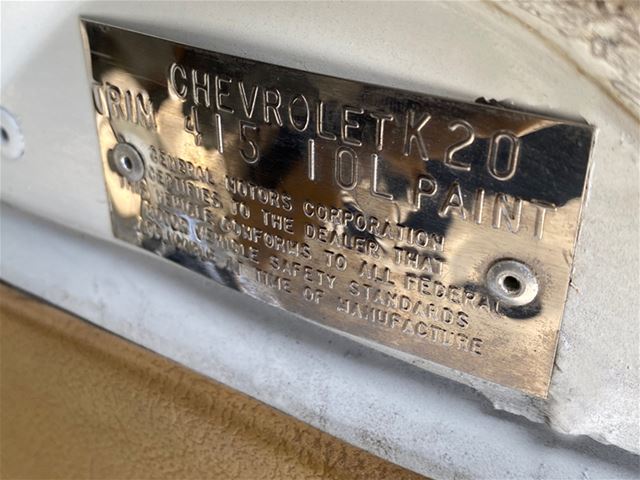 CHEVROLET K20
TRIM 415 10L PAINT
GENERAL MOTORS CORPORATION
CERTIFIES TO THE DEALER THAT
THIS VEHICLE CONFORMS TO ALL FEDERAL
MOTOR VEHICLE SAFETY STANDARDS
APPLICABLE AT TIME OF MANUFACTURE